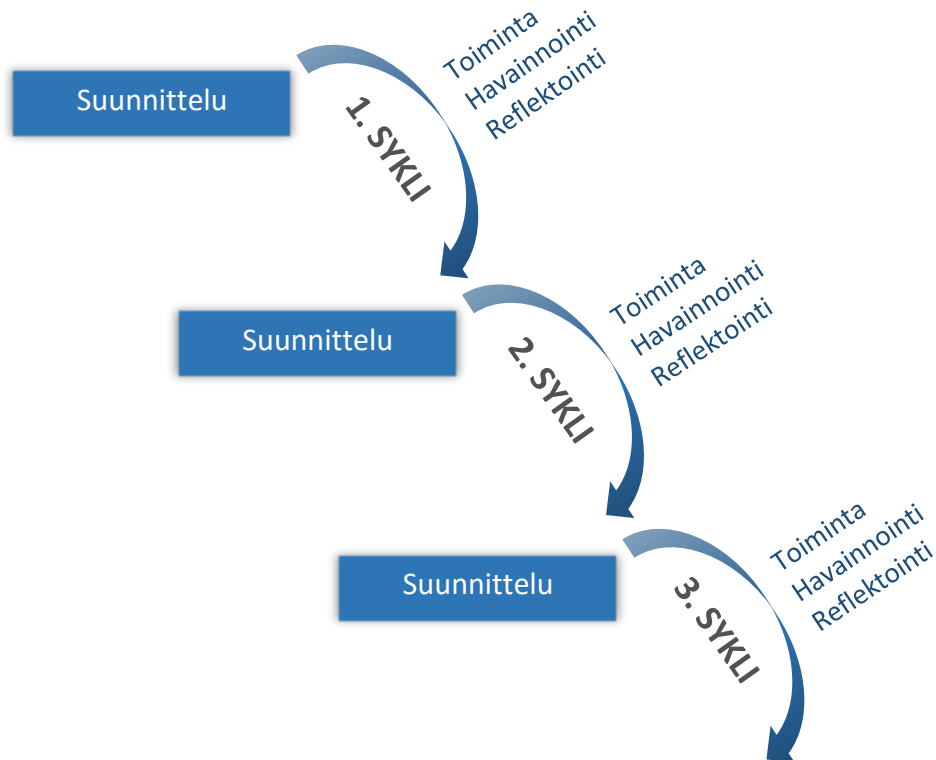 Suunnittelu
1. SYKLI
Toiminta
Havainnointi
Reflektointi
Suunnittelu
2. SYKLI
Toiminta
Havainnointi
Reflektointi
Suunnittelu
3. SYKLI
Toiminta
Havainnointi
Reflektointi